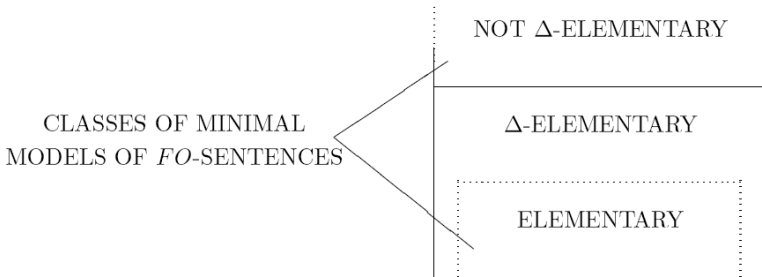 NOT Δ-ELEMENTARY
CLASSES OF MINIMAL
MODELS OF FO-SENTENCES
Δ-ELEMENTARY
ELEMENTARY